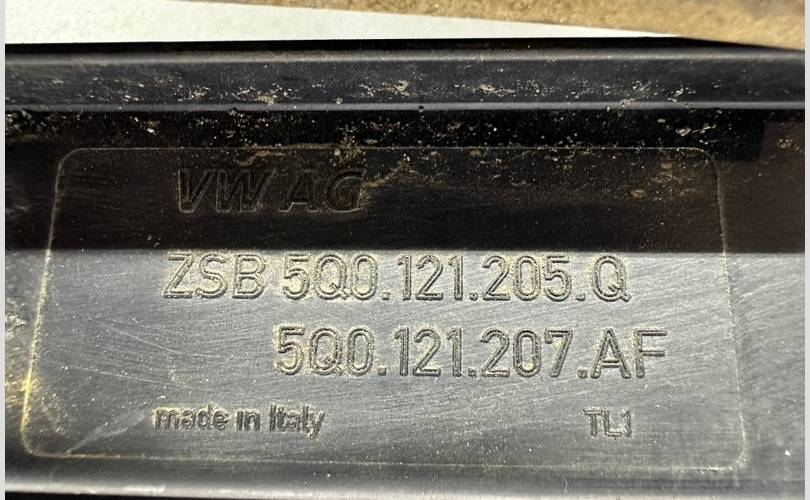 VW AG
ZSB 5Q0.121.205.Q
5Q0.121.207.AF
made in Italy TL1